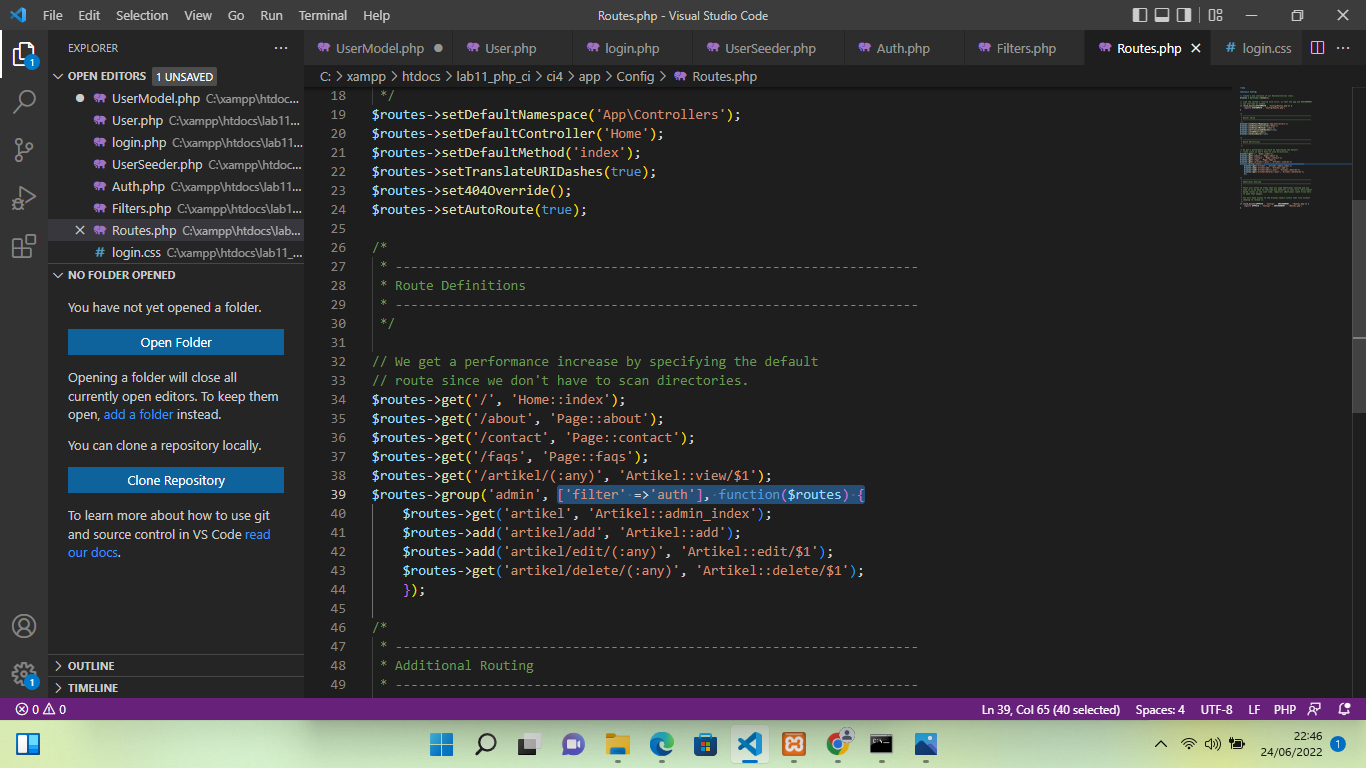 File Edit Selection View Go Run Terminal Help
Routes.php - Visual Studio Code
EXPLORER
OPEN EDITORS 1 UNSAVED
UserModel.php C:\xampp\htdoc...
User.php C:\xampp\htdocs\lab11...
login.php C:\xampp\htdocs\lab11...
UserSeeder.php C:\xampp\htdocs...
Auth.php C:\xampp\htdocs\lab11...
Filters.php C:\xampp\htdocs\lab1...
Routes.php C:\xampp\htdocs\lab...
# login.css C:\xampp\htdocs\lab11_...
NO FOLDER OPENED
You have not yet opened a folder.
Open Folder
Opening a folder will close all
currently open editors. To keep them
open, add a folder instead.
You can clone a repository locally.
Clone Repository
To learn more about how to use git
and source control in VS Code read
our docs.
OUTLINE
TIMELINE
1
1
UserModel.php User.php login.php UserSeeder.php Auth.php Filters.php Routes.php # login.css
C: > xampp > htdocs > lab11_php_ci > ci4 > app > Config > Routes.php
18 */
19 $routes->setDefaultNamespace('App\Controllers');
20 $routes->setDefaultController('Home');
21 $routes->setDefaultMethod('index');
22 $routes->setTranslateURIDashes(true);
23 $routes->set404Override();
24 $routes->setAutoRoute(true);
25
26 /*
27 * --------------------------------------------------------------------
28 * Route Definitions
29 * --------------------------------------------------------------------
30 */
31
32 // We get a performance increase by specifying the default
33 // route since we don't have to scan directories.
34 $routes->get('/', 'Home::index');
35 $routes->get('/about', 'Page::about');
36 $routes->get('/contact', 'Page::contact');
37 $routes->get('/faqs', 'Page::faqs');
38 $routes->get('/artikel/(:any)', 'Artikel::view/$1');
39 $routes->group('admin', ['filter' =>'auth'], function($routes) {
40 $routes->get('artikel', 'Artikel::admin_index');
41 $routes->add('artikel/add', 'Artikel::add');
42 $routes->add('artikel/edit/(:any)', 'Artikel::edit/$1');
43 $routes->get('artikel/delete/(:any)', 'Artikel::delete/$1');
44 });
45
46 /*
47 * --------------------------------------------------------------------
48 * Additional Routing
49 * --------------------------------------------------------------------
0 0 Ln 39, Col 65 (40 selected) Spaces: 4 UTF-8 LF PHP
22:46
24/06/2022 1